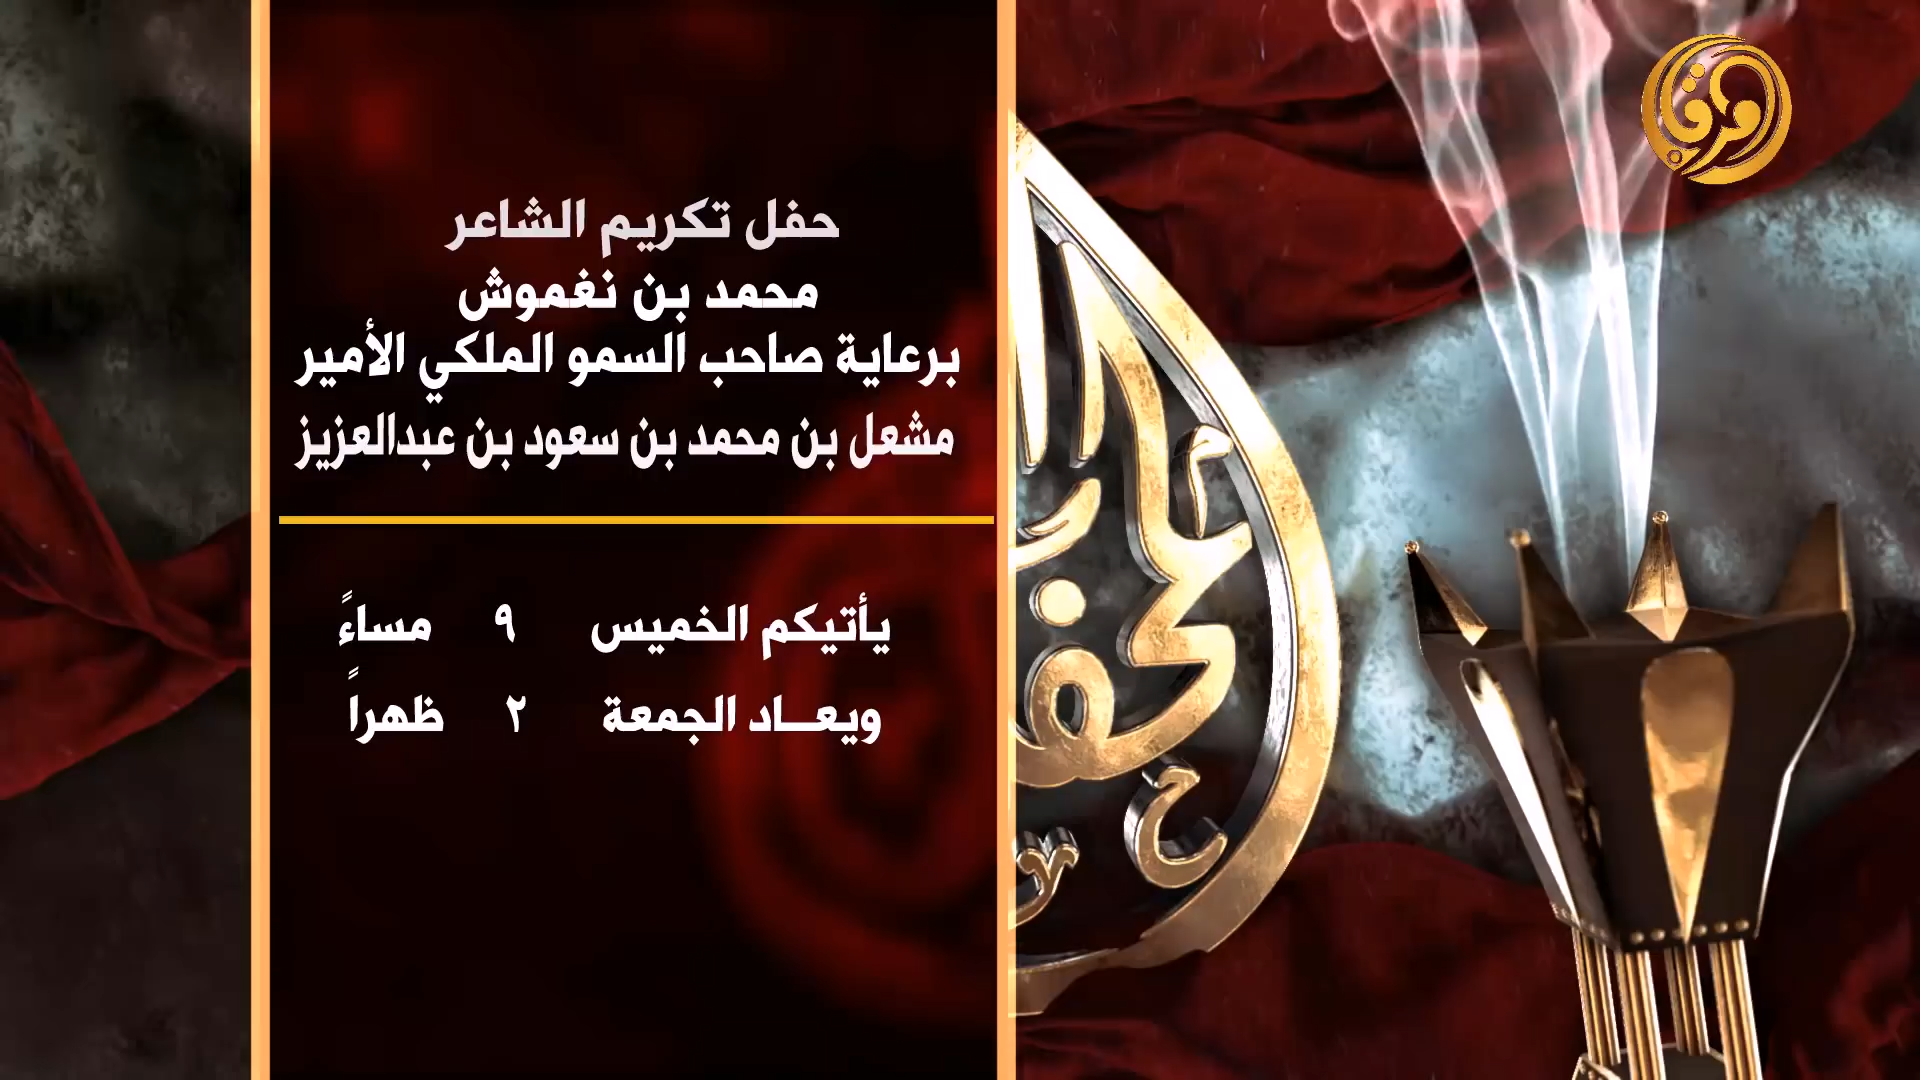 حفل تكريم الشاعر
محمد بن نغموش
برعاية صاحب السمو الملكي الأمير
مشعل بن محمد بن سعود بن عبدالعزيز
يأتيكم الخميس ٩ مساءً
ويعـــاد الجمعة ٢ ظهراً